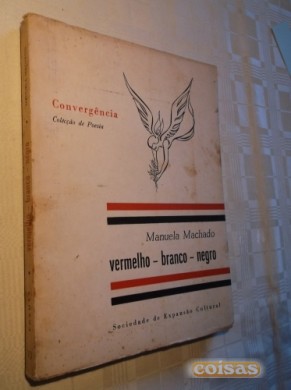 Convergência
Colecção de Poesia
Manuela Machado
vermelho – branco – negro
Sociedade de Expansão Cultural
coisas